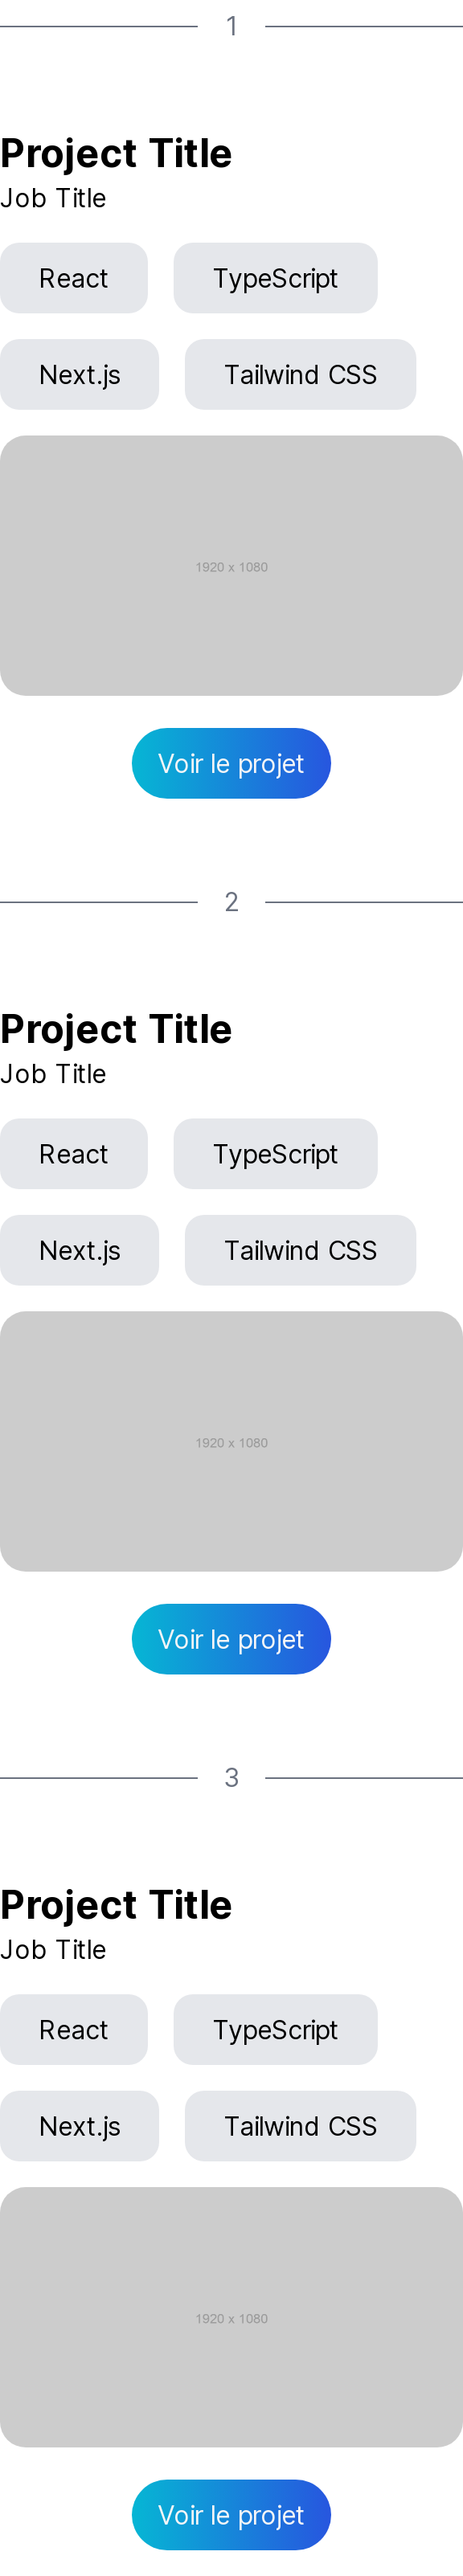 1
Project Title
Job Title
React TypeScript
Next.js Tailwind CSS
1920 x 1080
Voir le projet
2
Project Title
Job Title
React TypeScript
Next.js Tailwind CSS
1920 x 1080
Voir le projet
3
Project Title
Job Title
React TypeScript
Next.js Tailwind CSS
1920 x 1080
Voir le projet